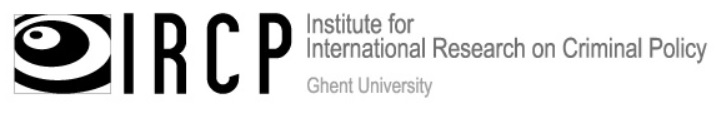 IRCP
Institute for
International Research on Criminal Policy
Ghent University